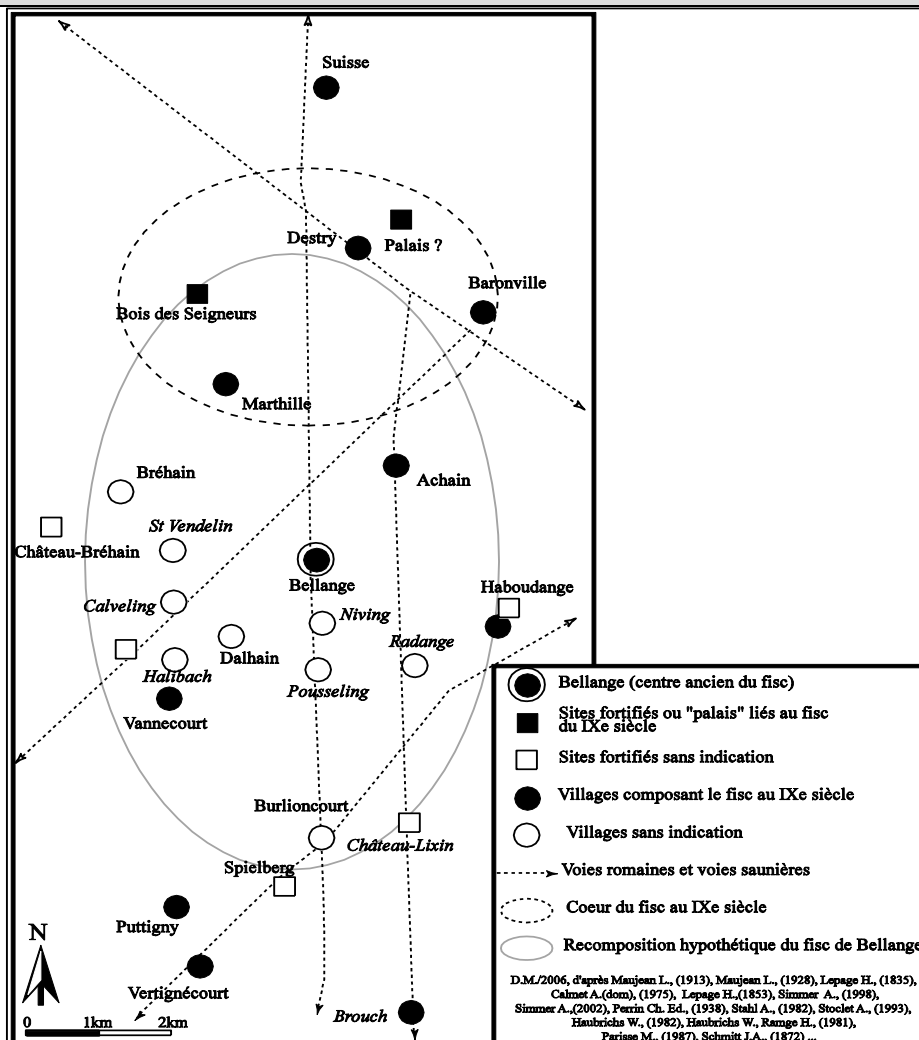 Suisse
Destry
Palais ?
Baronville
Bois des Seigneurs
Marthille
Achain
Bréhain
St Vendelin
Château-Bréhain
Bellange
Haboudange
Calveling
Niving
Radange
Dalhain
Halibach
Pousseling
Vannecourt
Burlioncourt
Château-Lixin
Spielberg
Puttigny
Vertignécourt
Brouch
N
0 1km 2km
Bellange (centre ancien du fisc)
Sites fortifiés ou "palais" liés au fisc
du IXe siècle
Sites fortifiés sans indication
Villages composant le fisc au IXe siècle
Villages sans indication
Voies romaines et voies saunières
Coeur du fisc au IXe siècle
Recomposition hypothétique du fisc de Bellange
D.M./2006, d'après Maujean L., (1913), Maujean L., (1928), Lepage H., (1835),
Calmet A.(dom), (1975), Lepage H.,(1853), Simmer A., (1998),
Simmer A.,(2002), Perrin Ch. Ed., (1938), Stahl A., (1982), Stoclet A., (1993),
Haubrichs W., (1982), Haubrichs W., Ramge H., (1981),
Parisse M., (1987), Schmitt J.A., (1872) ...